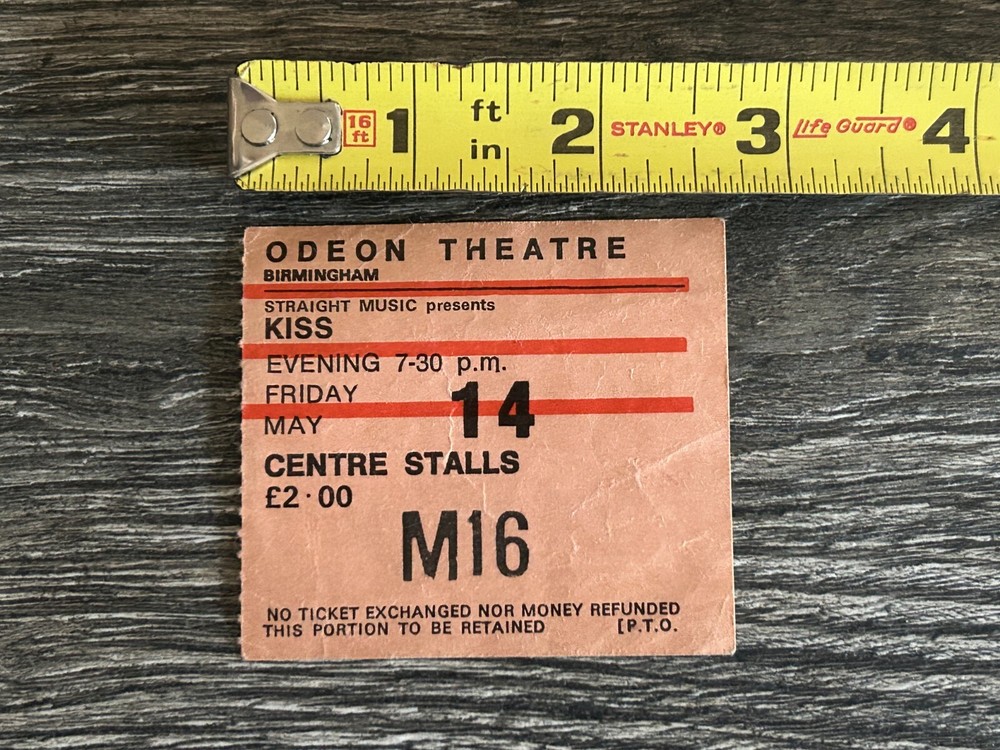 16 ft 1 ft in 2 STANLEY® 3 Life Guard® 4
ODEON THEATRE
BIRMINGHAM
STRAIGHT MUSIC presents
KISS
EVENING 7-30 p.m.
FRIDAY
MAY 14
CENTRE STALLS
£2·00
M16
NO TICKET EXCHANGED NOR MONEY REFUNDED
THIS PORTION TO BE RETAINED [P.T.O.